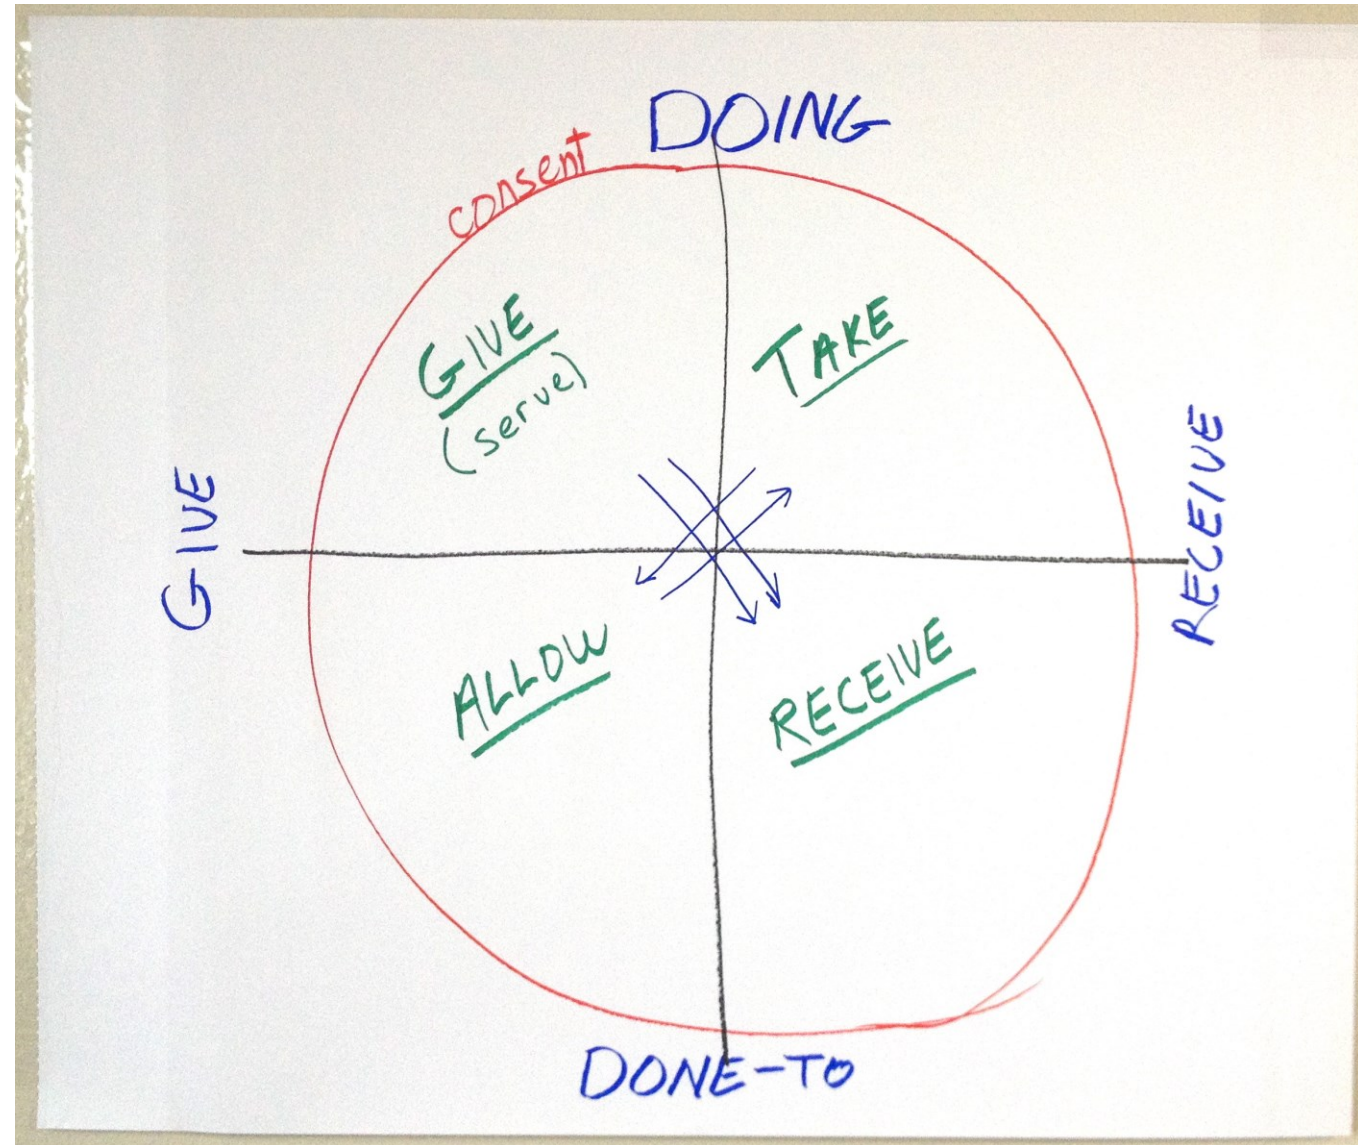 DOING
consent
GIVE
(serve)
TAKE
GIVE
RECEIVE
ALLOW
RECEIVE
DONE-TO